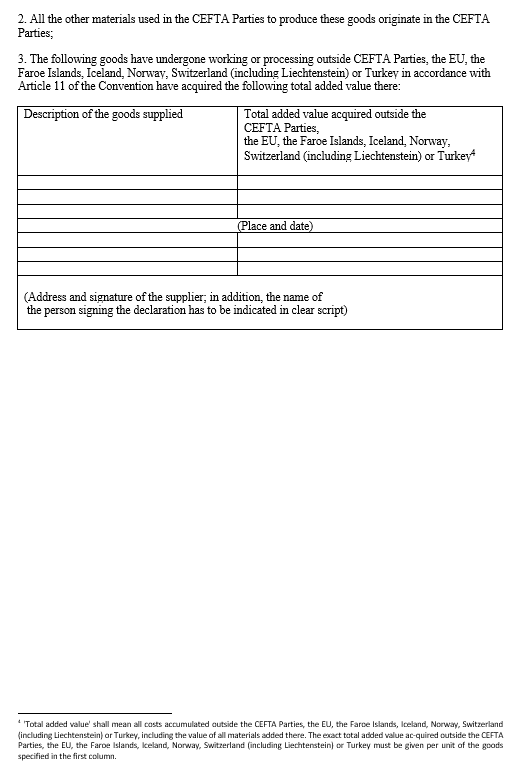 2. All the other materials used in the CEFTA Parties to produce these goods originate in the CEFTA
Parties;
3. The following goods have undergone working or processing outside CEFTA Parties, the EU, the
Faroe Islands, Iceland, Norway, Switzerland (including Liechtenstein) or Turkey in accordance with
Article 11 of the Convention have acquired the following total added value there:
Description of the goods supplied
Total added value acquired outside the
CEFTA Parties,
the EU, the Faroe Islands, Iceland, Norway,
Switzerland (including Liechtenstein) or Turkey4
(Place and date)
(Address and signature of the supplier; in addition, the name of
the person signing the declaration has to be indicated in clear script)
4 'Total added value' shall mean all costs accumulated outside the CEFTA Parties, the EU, the Faroe Islands, Iceland, Norway, Switzerland
(including Liechtenstein) or Turkey, including the value of all materials added there. The exact total added value ac-quired outside the CEFTA
Parties, the EU, the Faroe Islands, Iceland, Norway, Switzerland (including Liechtenstein) or Turkey must be given per unit of the goods
specified in the first column.